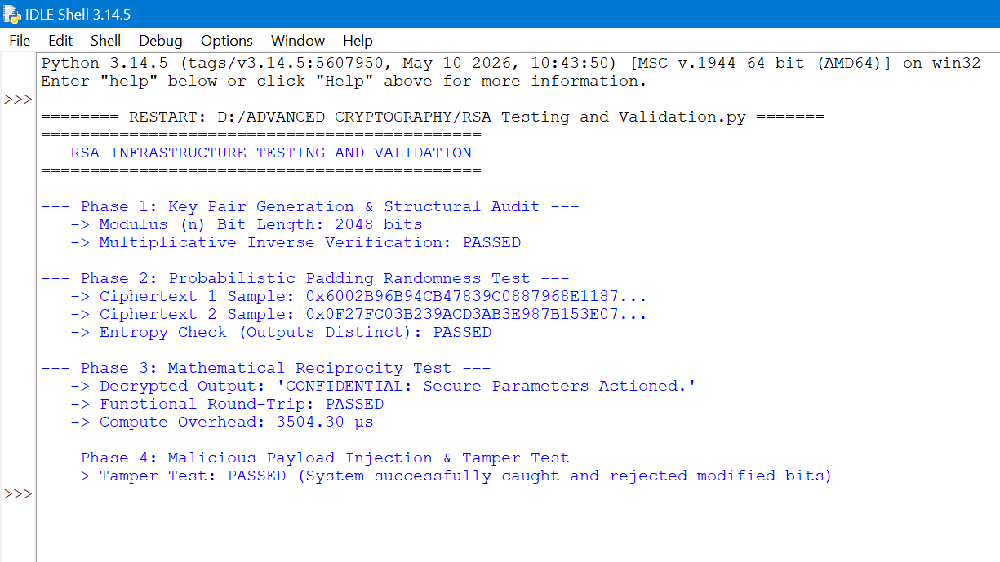 IDLE Shell 3.14.5
File Edit Shell Debug Options Window Help
Python 3.14.5 (tags/v3.14.5:5607950, May 10 2026, 10:43:50) [MSC v.1944 64 bit (AMD64)] on win32
Enter "help" below or click "Help" above for more information.
>>>
======== RESTART: D:/ADVANCED CRYPTOGRAPHY/RSA Testing and Validation.py =======
=============================================
RSA INFRASTRUCTURE TESTING AND VALIDATION
=============================================
--- Phase 1: Key Pair Generation & Structural Audit ---
-> Modulus (n) Bit Length: 2048 bits
-> Multiplicative Inverse Verification: PASSED
--- Phase 2: Probabilistic Padding Randomness Test ---
-> Ciphertext 1 Sample: 0x6002B96B94CB47839C0887968E1187...
-> Ciphertext 2 Sample: 0x0F27FC03B239ACD3AB3E987B153E07...
-> Entropy Check (Outputs Distinct): PASSED
--- Phase 3: Mathematical Reciprocity Test ---
-> Decrypted Output: 'CONFIDENTIAL: Secure Parameters Actioned.'
-> Functional Round-Trip: PASSED
-> Compute Overhead: 3504.30 µs
--- Phase 4: Malicious Payload Injection & Tamper Test ---
-> Tamper Test: PASSED (System successfully caught and rejected modified bits)
>>>